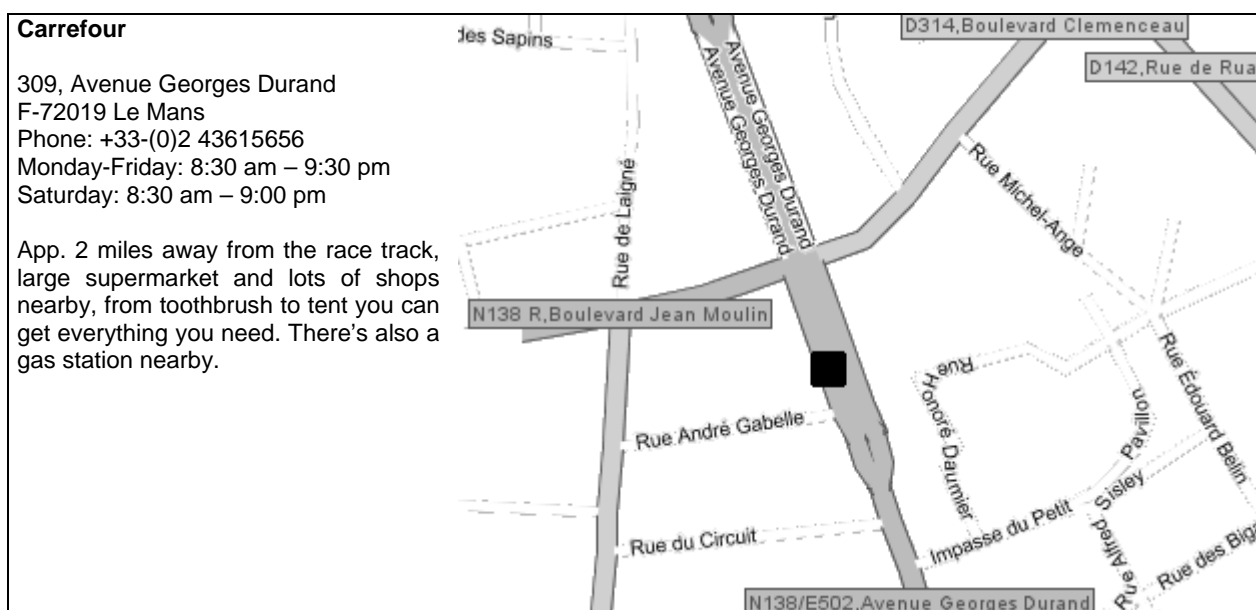 Carrefour
309, Avenue Georges Durand
F-72019 Le Mans
Phone: +33-(0)2 43615656
Monday-Friday: 8:30 am – 9:30 pm
Saturday: 8:30 am – 9:00 pm
App. 2 miles away from the race track,
large supermarket and lots of shops
nearby, from toothbrush to tent you can
get everything you need. There's also a
gas station nearby.
des Sapins
D314,Boulevard Clemenceau
D142,Rue de Rua
Avenue Georges Durand
Avenue Georges Durand
Rue de Laigné
Rue Michel-Ange
N138 R,Boulevard Jean Moulin
Rue Honoré Daumier
Rue Édouard Belin
Rue André Gabelle
Pavillon
Sisley
Rue du Circuit
Impasse du Petit
Rue Alfred
Rue des Biga
N138/E502,Avenue Georges Durand